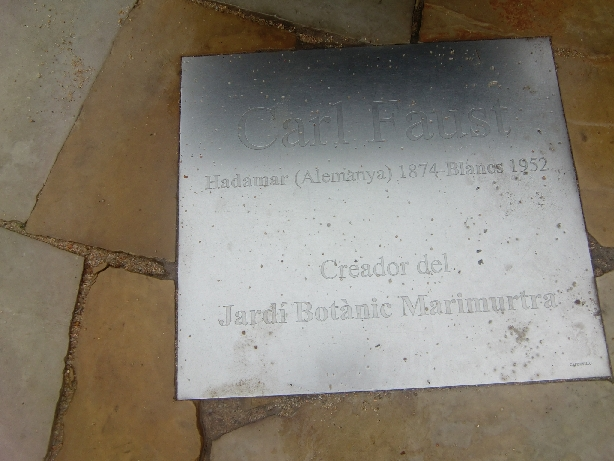 Carl Faust
Hadamar (Alemanya) 1874-Blanes 1952
Creador del
Jardí Botànic Marimurtra